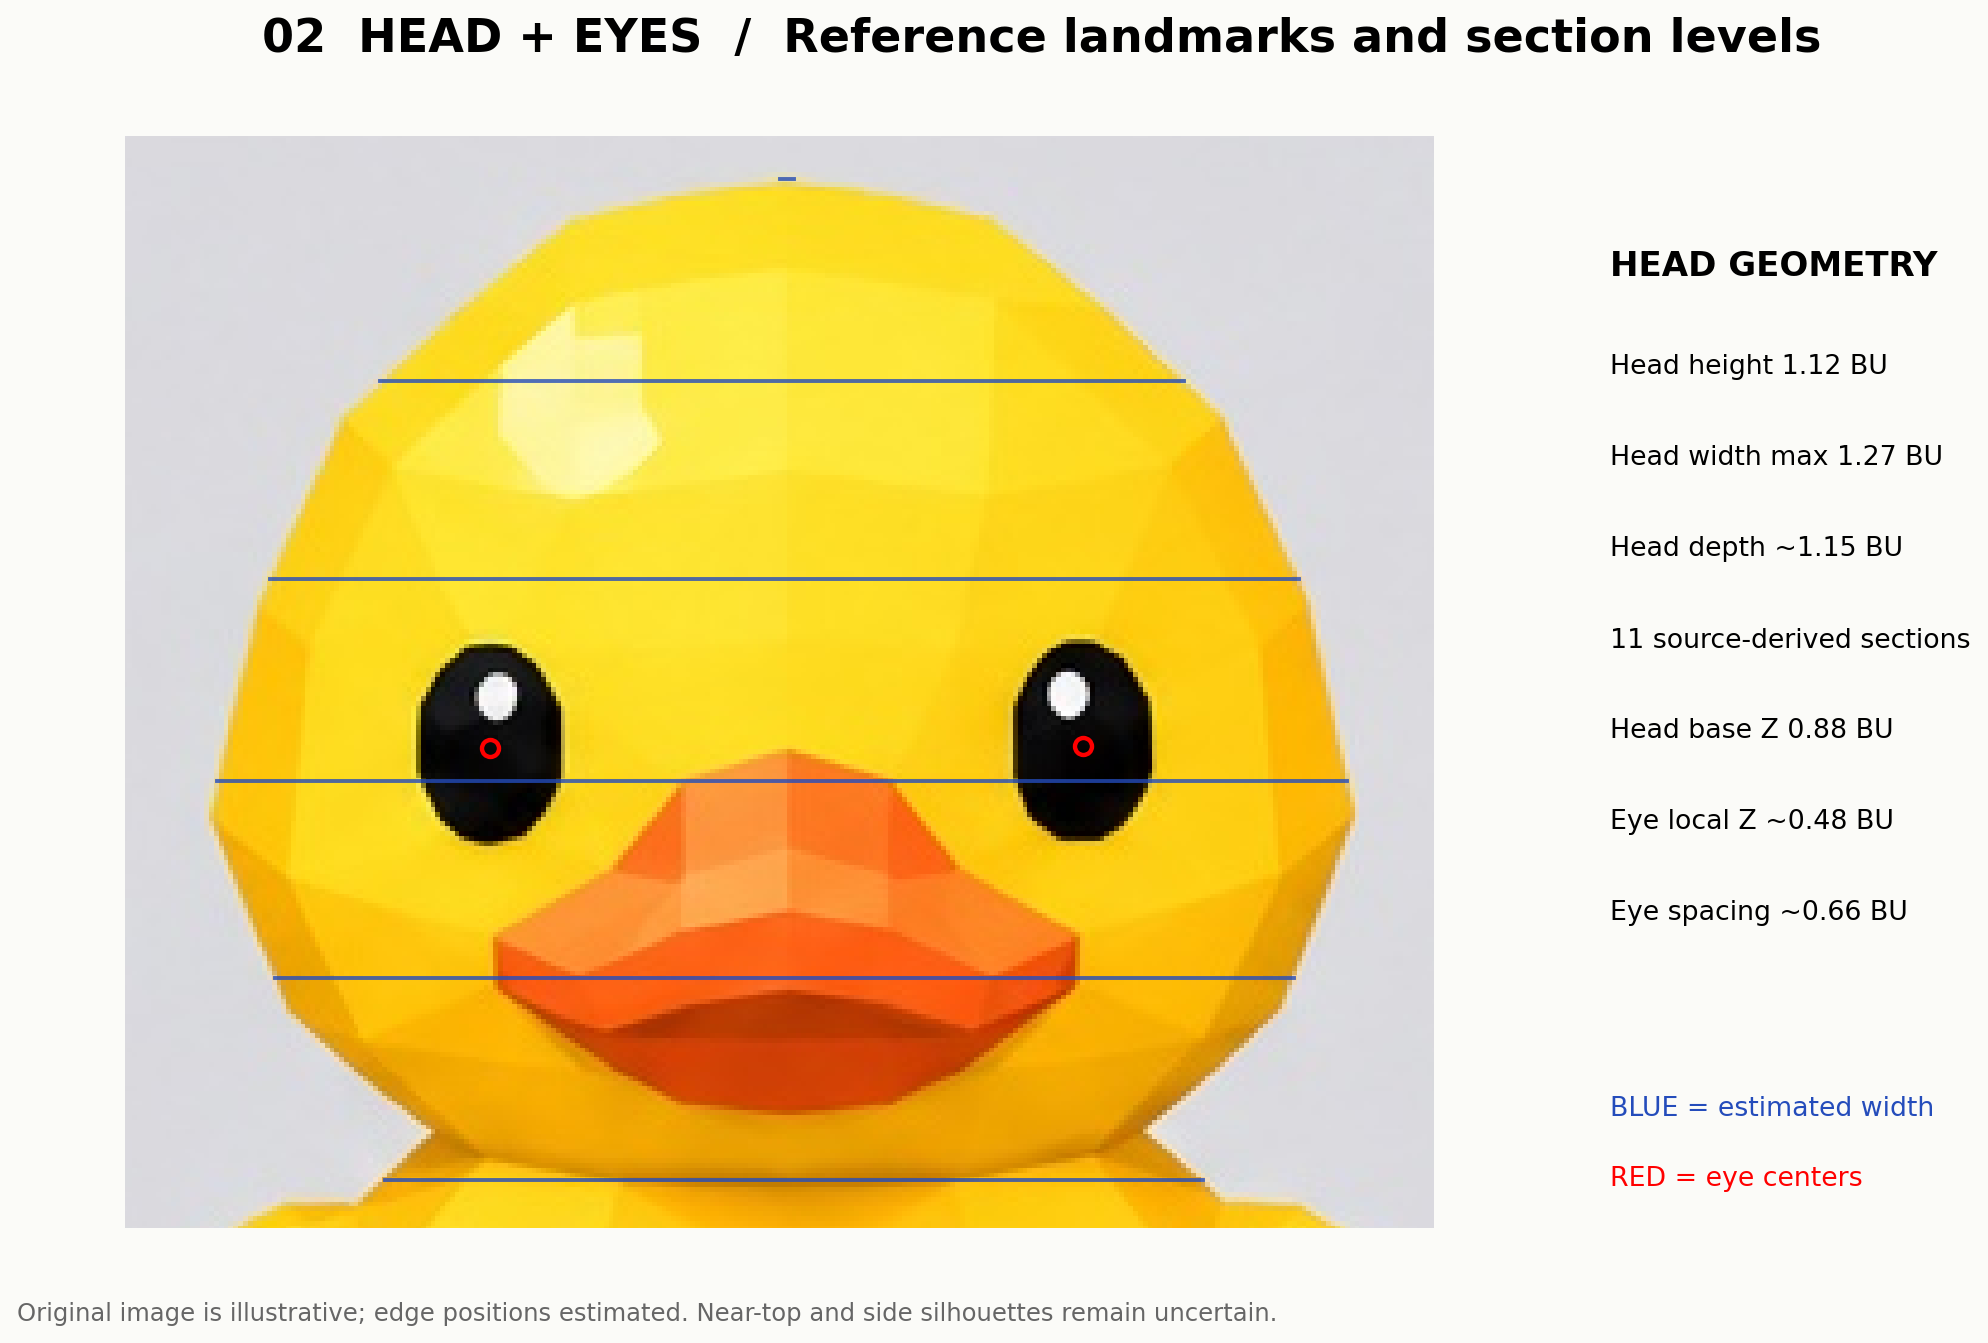 02  HEAD + EYES  /  Reference landmarks and section levels
HEAD GEOMETRY
Head height 1.12 BU
Head width max 1.27 BU
Head depth ~1.15 BU
11 source-derived sections
Head base Z 0.88 BU
Eye local Z ~0.48 BU
Eye spacing ~0.66 BU
BLUE = estimated width
RED = eye centers
Original image is illustrative; edge positions estimated. Near-top and side silhouettes remain uncertain.